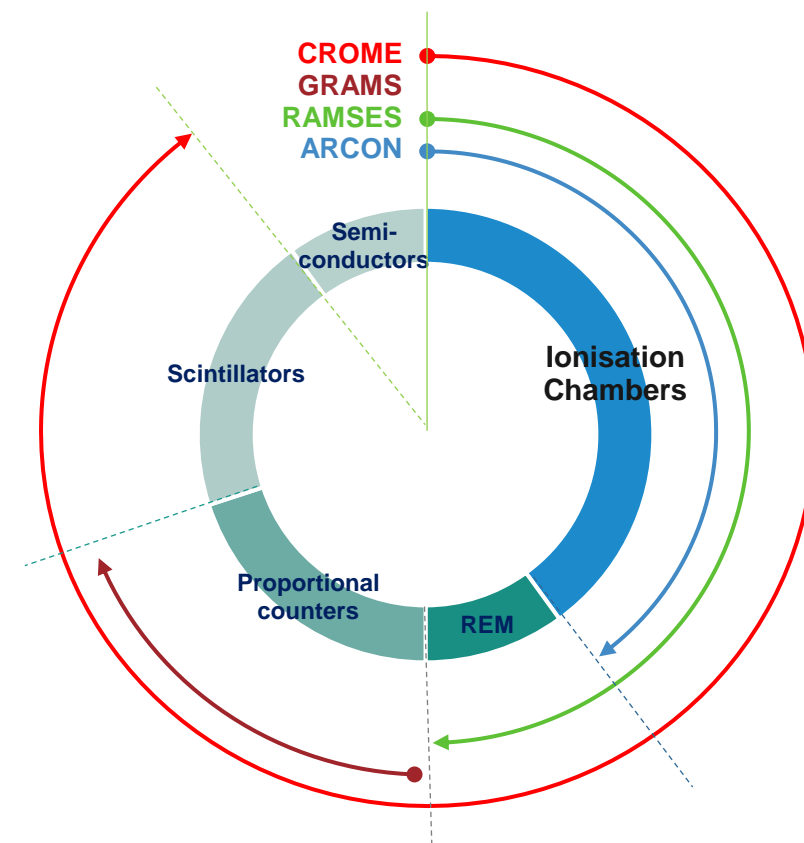 CROME
GRAMS
RAMSES
ARCON
Semi-
conductors
Ionisation
Chambers
Scintillators
Proportional
counters
REM